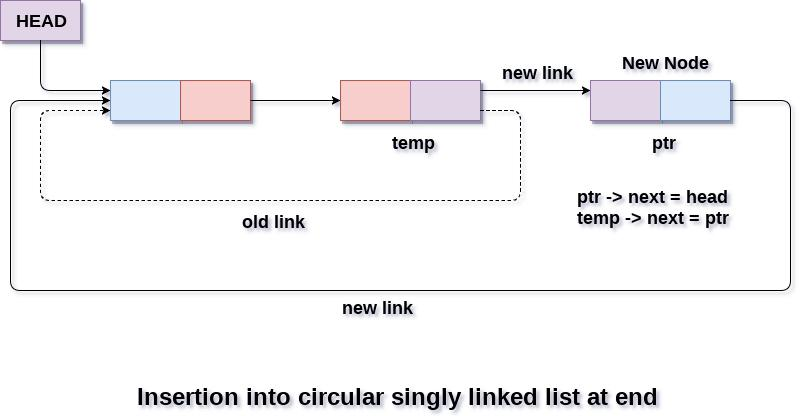 HEAD
new link
New Node
temp
ptr
ptr -> next = head
temp -> next = ptr
old link
new link
Insertion into circular singly linked list at end